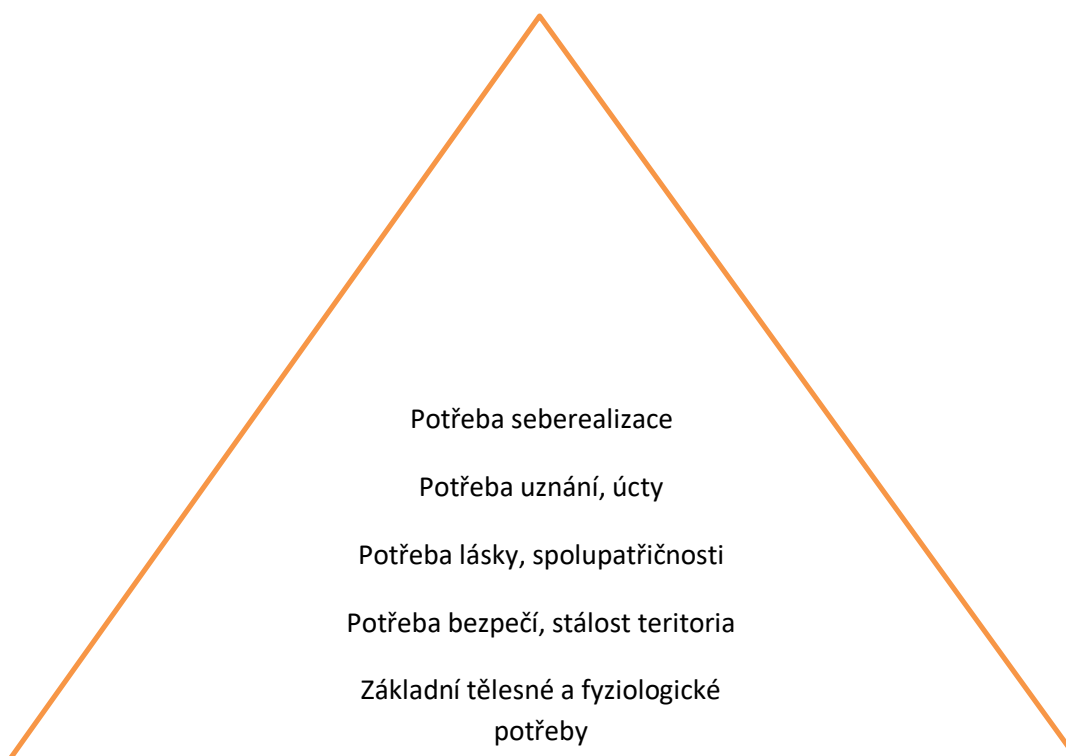 Potřeba seberealizace
Potřeba uznání, úcty
Potřeba lásky, spolupatřičnosti
Potřeba bezpečí, stálost teritoria
Základní tělesné a fyziologické
potřeby